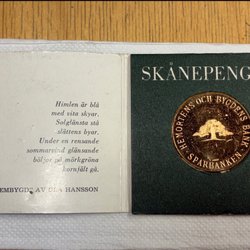 Himlen är blå
med vita skyar.
Solglänsta stå
slättens byar.
Under en rensande
sommarvind glänsande
böljar på mörkgröna
kornfält gå.
EMBYGD AV OLA HANSSON
SKÅNEPENG
HEMORTENS OCH BYGDENS BANK
SPARBANKEN